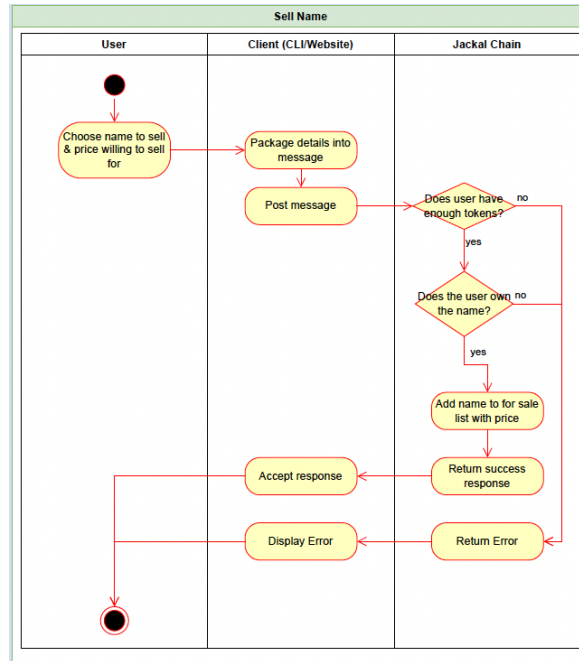 Sell Name
User
Client (CLI/Website)
Jackal Chain
Choose name to sell
& price willing to sell
for
Package details into
message
Post message
Does user have
enough tokens?
no
yes
Does the user own
the name?
no
yes
Add name to for sale
list with price
Return success
response
Accept response
Display Error
Return Error